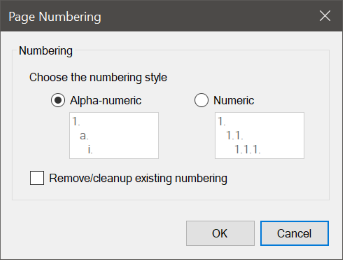 Page Numbering
Numbering
Choose the numbering style
Alpha-numeric
Numeric
1.
a.
i.
1.
1.1.
1.1.1.
Remove/cleanup existing numbering
OK
Cancel